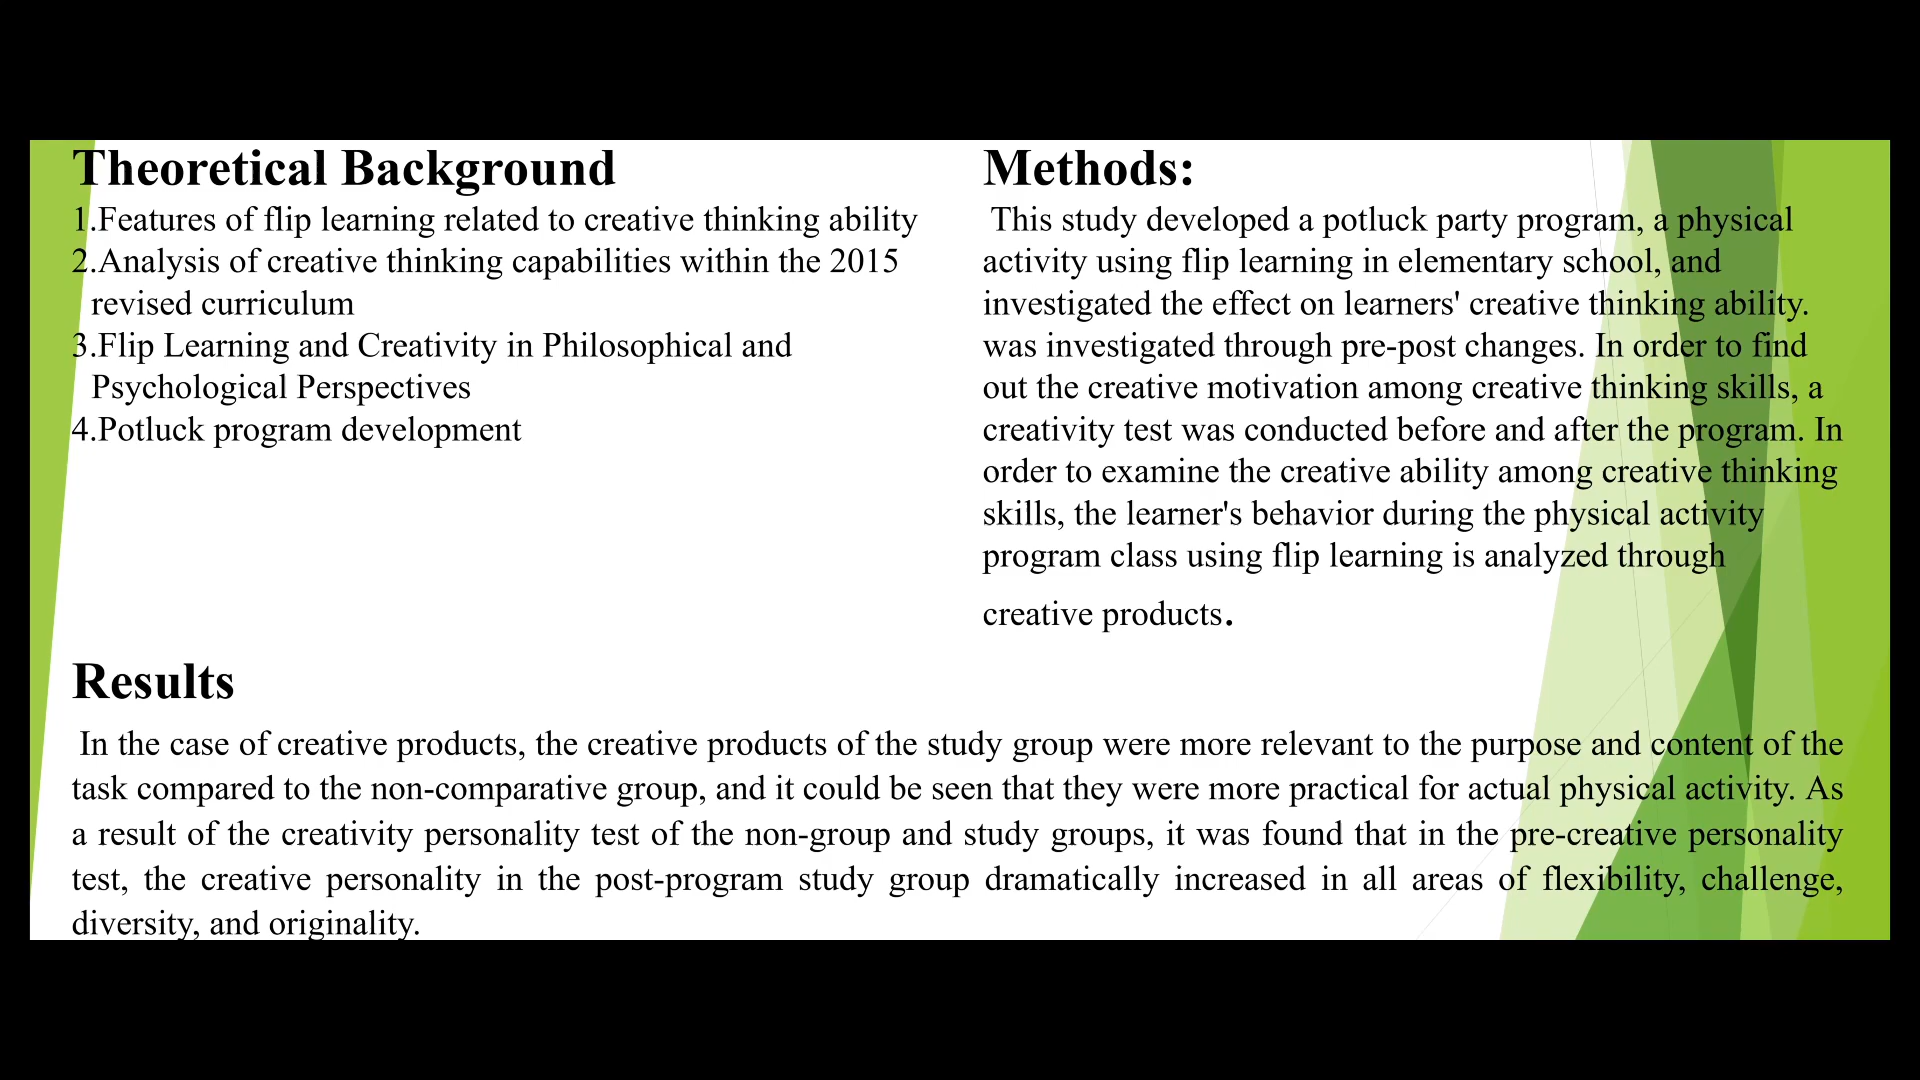 Theoretical Background
1.Features of flip learning related to creative thinking ability
2.Analysis of creative thinking capabilities within the 2015
revised curriculum
3.Flip Learning and Creativity in Philosophical and
Psychological Perspectives
4.Potluck program development
Methods:
This study developed a potluck party program, a physical
activity using flip learning in elementary school, and
investigated the effect on learners' creative thinking ability.
was investigated through pre-post changes. In order to find
out the creative motivation among creative thinking skills, a
creativity test was conducted before and after the program. In
order to examine the creative ability among creative thinking
skills, the learner's behavior during the physical activity
program class using flip learning is analyzed through
creative products.
Results
In the case of creative products, the creative products of the study group were more relevant to the purpose and content of the
task compared to the non-comparative group, and it could be seen that they were more practical for actual physical activity. As
a result of the creativity personality test of the non-group and study groups, it was found that in the pre-creative personality
test, the creative personality in the post-program study group dramatically increased in all areas of flexibility, challenge,
diversity, and originality.